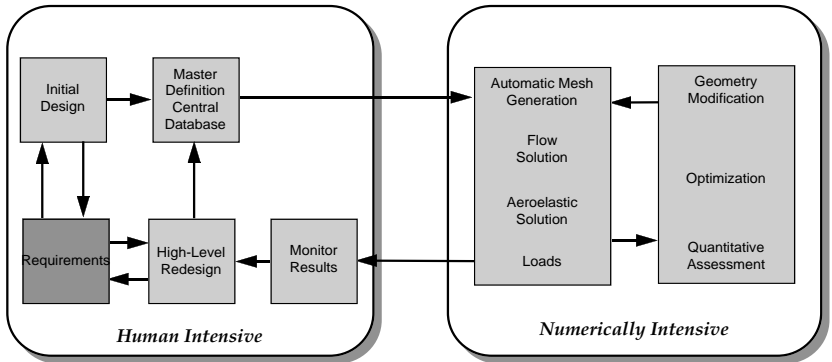 Initial
Design
Master
Definition
Central
Database
Requirements
High-Level
Redesign
Monitor
Results
Human Intensive
Automatic Mesh
Generation
Flow
Solution
Aeroelastic
Solution
Loads
Geometry
Modification
Optimization
Quantitative
Assessment
Numerically Intensive